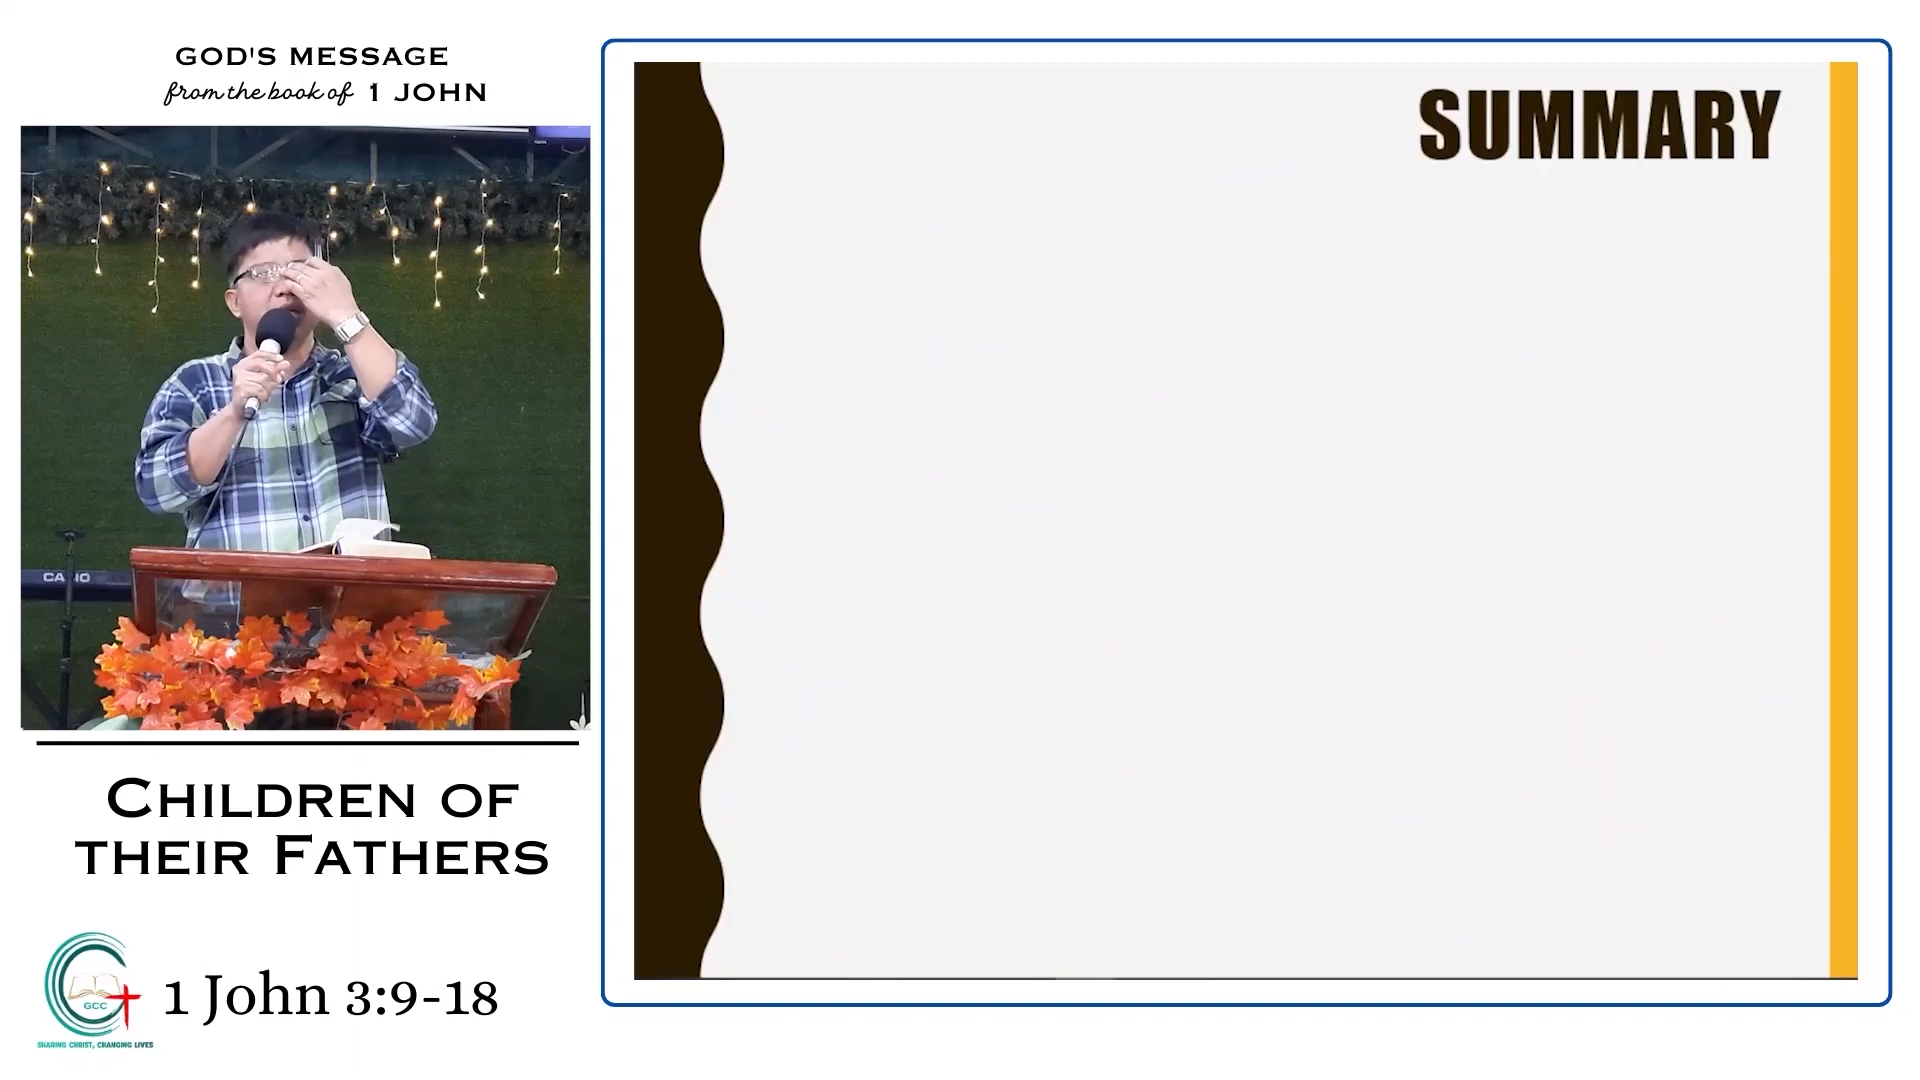 GOD'S MESSAGE
from the book of 1 JOHN
SUMMARY
CASIO
CHILDREN OF
THEIR FATHERS
GCC
1 John 3:9-18
SHARING CHRIST, CHANGING LIVES